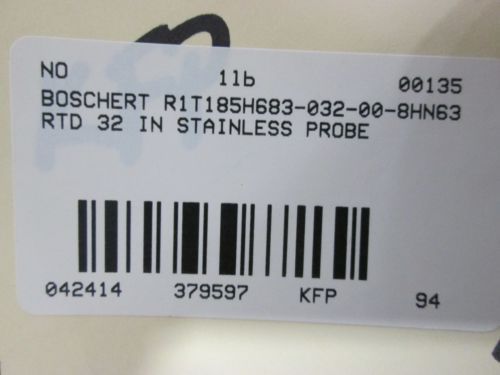 NO 1lb 00135
BOSCHERT R1T185H683-032-00-8HN63
RTD 32 IN STAINLESS PROBE
042414 379597 KFP 94